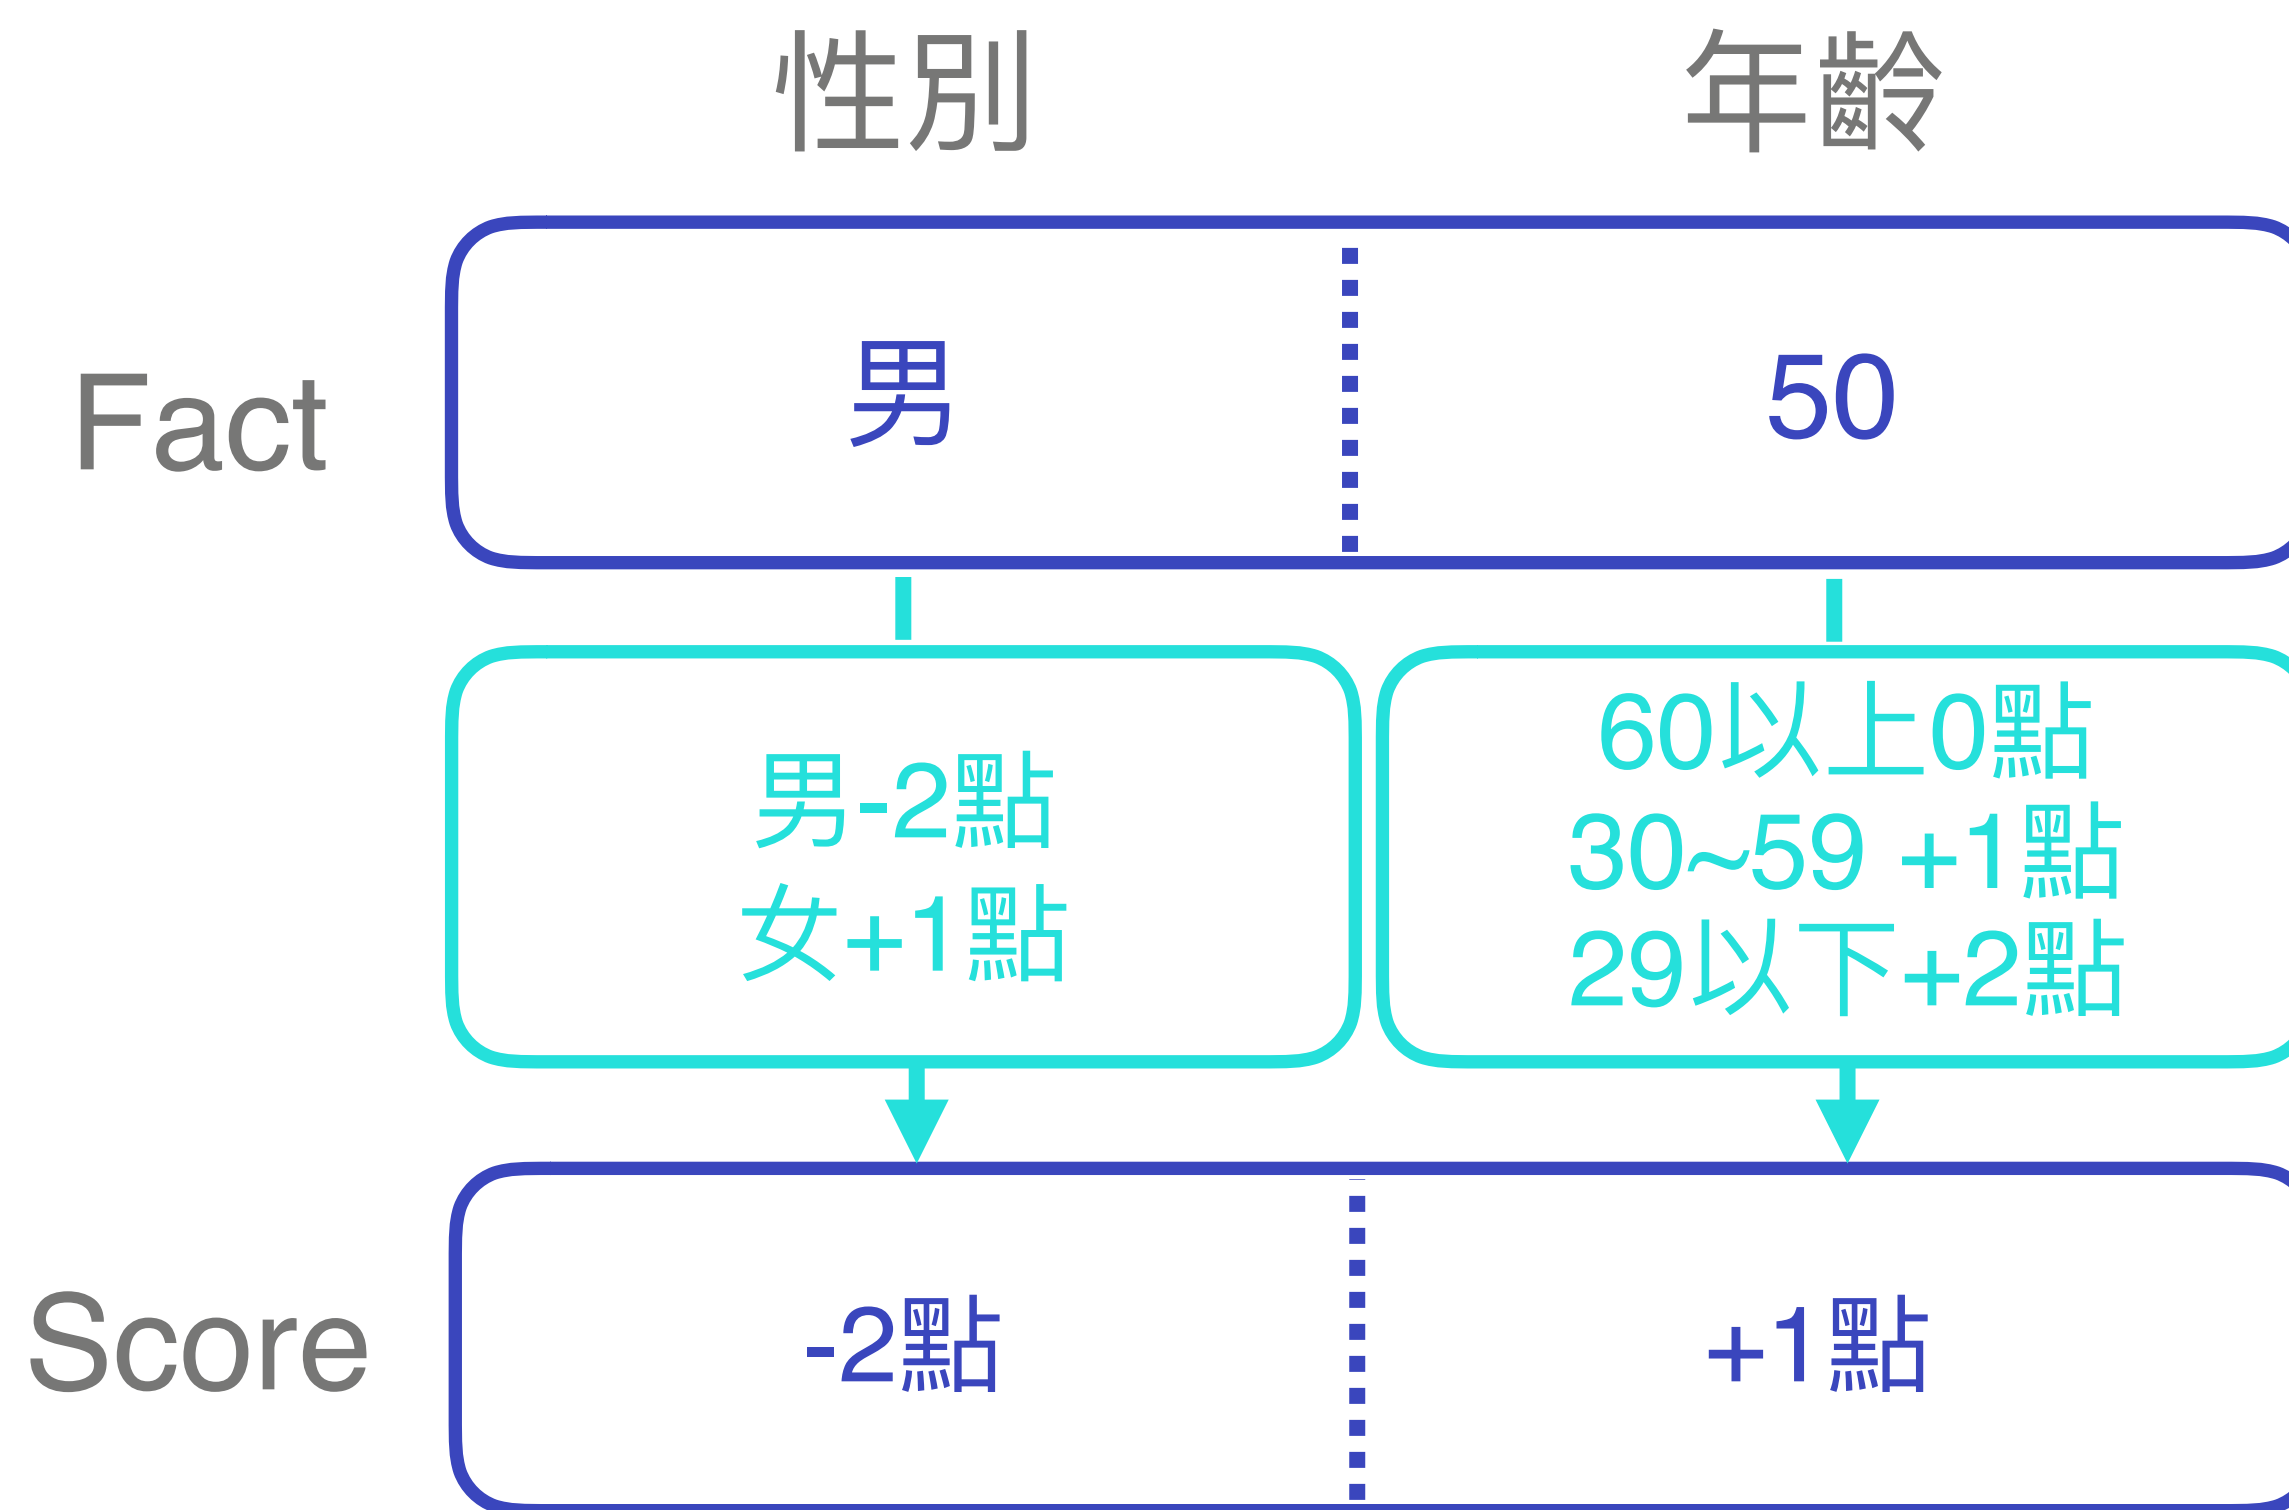 性別 年齡
Fact 男 50
男-2點
女+1點
60以上0點
30~59 +1點
29以下+2點
Score -2點 +1點